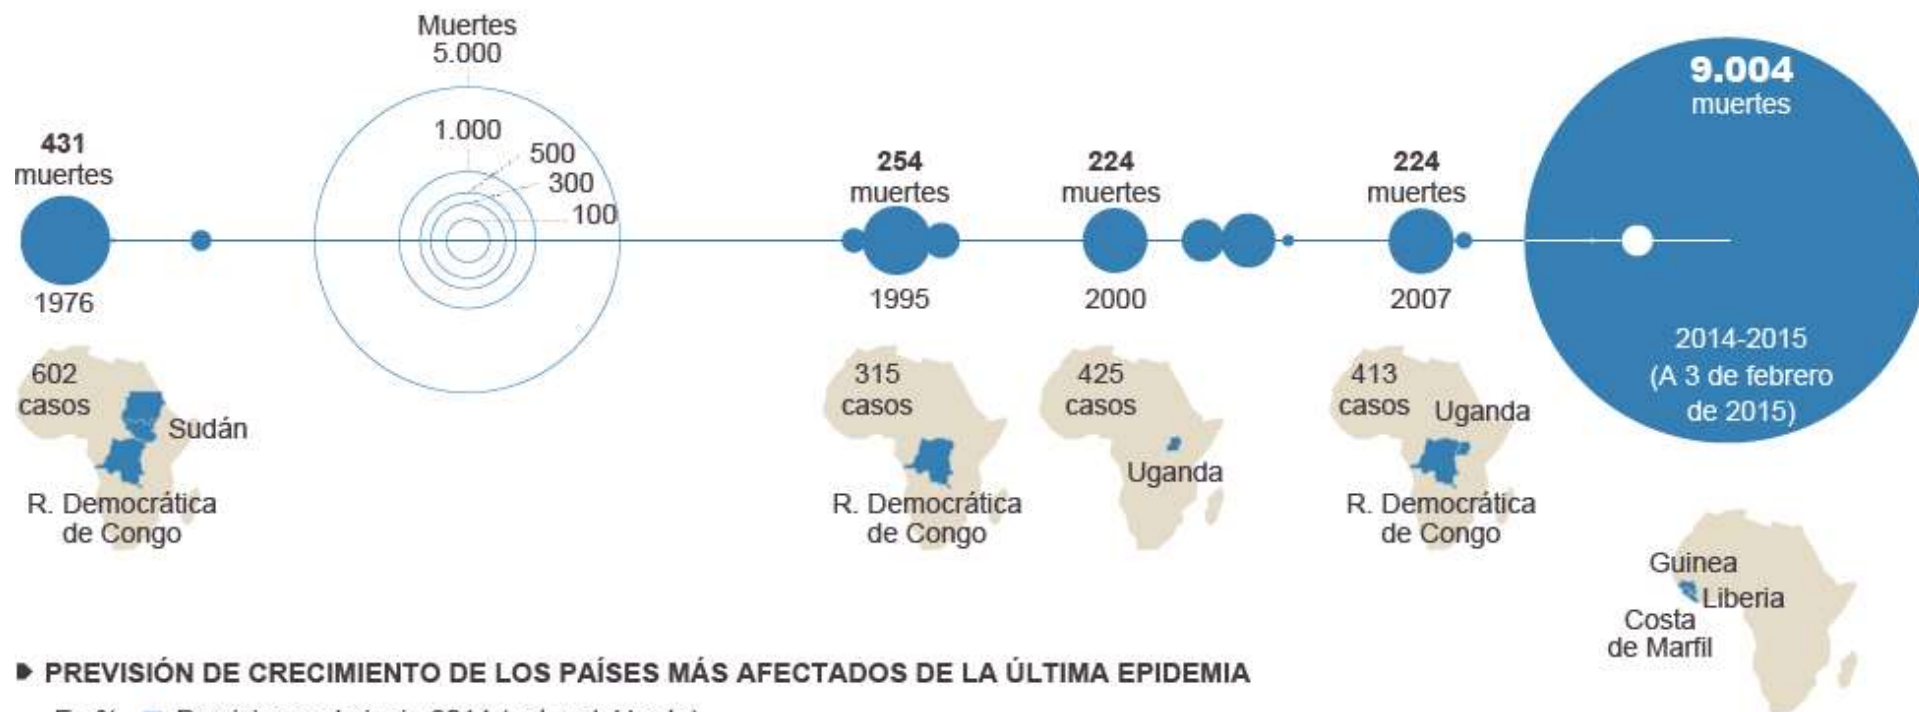 Muertes
5.000
1.000
500
300
100
431
muertes
1976
254
muertes
1995
224
muertes
2000
224
muertes
2007
9.004
muertes
2014-2015
(A 3 de febrero
de 2015)
602
casos
Sudán
R. Democrática
de Congo
315
casos
R. Democrática
de Congo
425
casos
Uganda
413
casos
Uganda
R. Democrática
de Congo
Guinea
Liberia
Costa
de Marfil
PREVISIÓN DE CRECIMIENTO DE LOS PAÍSES MÁS AFECTADOS DE LA ÚLTIMA EPIDEMIA